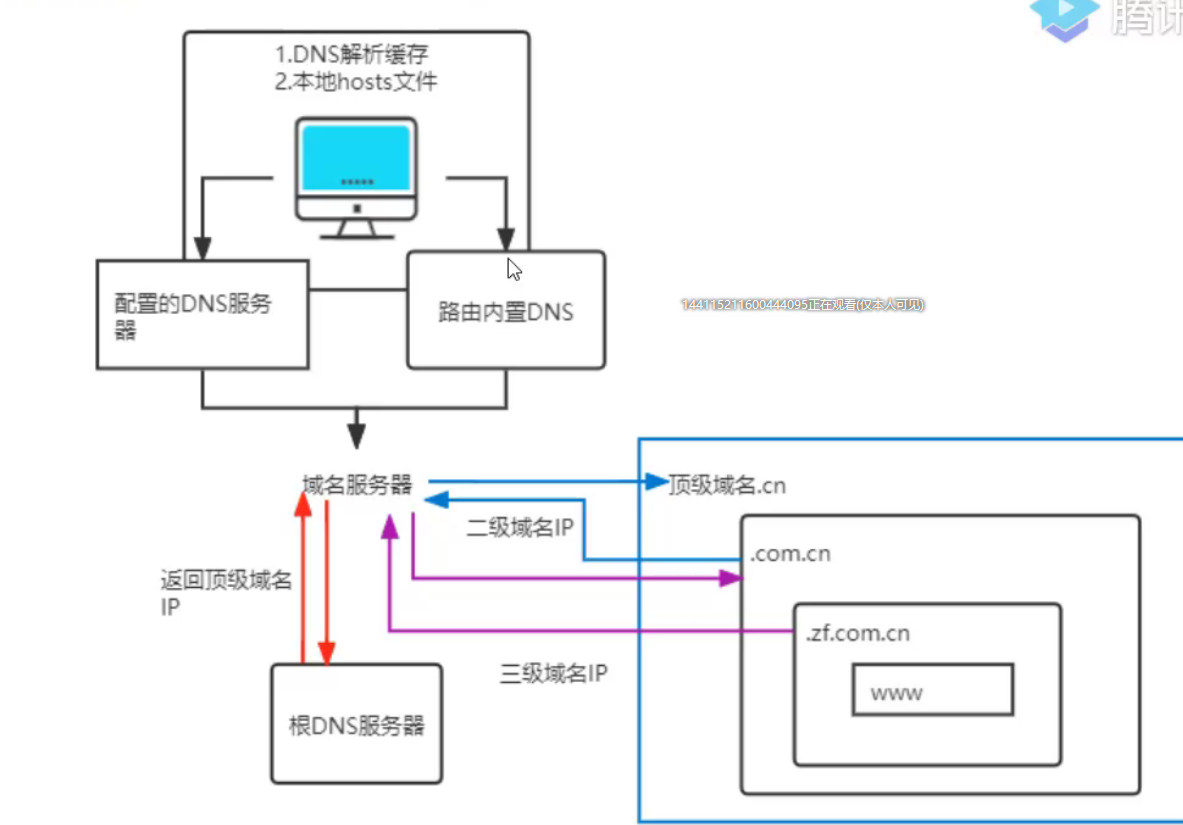 腾讯
1.DNS解析缓存
2.本地hosts文件
配置的DNS服务
器
路由内置DNS
144115211600444095正在观看(仅本人可见)
域名服务器
顶级域名.cn
二级域名IP
.com.cn
返回顶级域名
IP
.zf.com.cn
三级域名IP
www
根DNS服务器